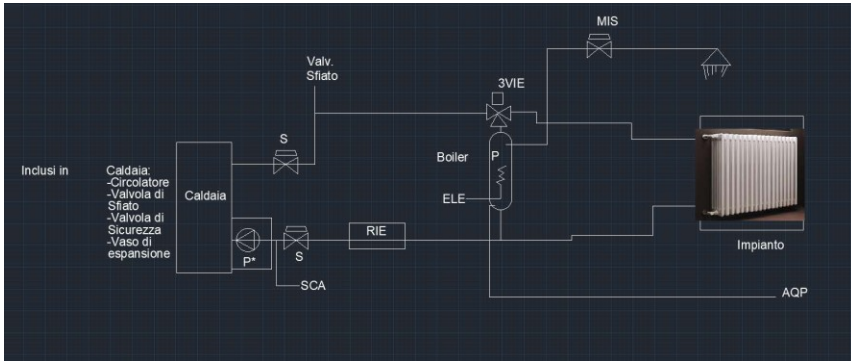 MIS
Valv.
Sfiato
3VIE
S
Boiler
P
Inclusi in
Caldaia:
-Circolatore
-Valvola di
Sfiato
-Valvola di
Sicurezza
-Vaso di
espansione
Caldaia
ELE
RIE
P*
S
Impianto
SCA
AQP